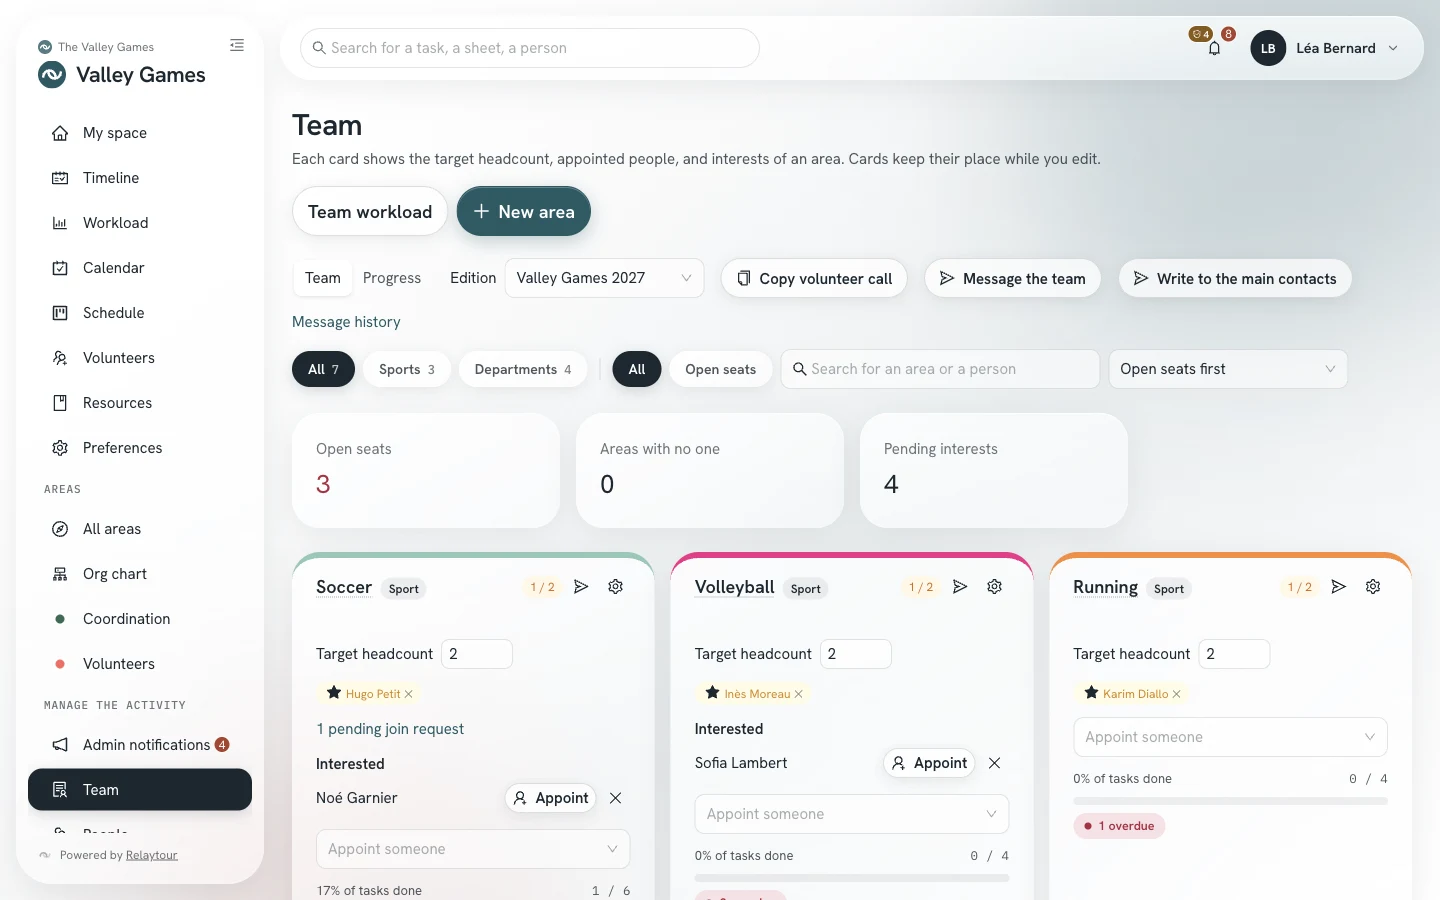 The Valley Games
Valley Games
My space
Timeline
Workload
Calendar
Schedule
Volunteers
Resources
Preferences
AREAS
All areas
Org chart
Coordination
Volunteers
MANAGE THE ACTIVITY
Admin notifications 4
Team
Powered by Relaytour
Search for a task, a sheet, a person
4
8
LB Léa Bernard
Team
Each card shows the target headcount, appointed people, and interests of an area. Cards keep their place while you edit.
Team workload
New area
Team Progress Edition Valley Games 2027 Copy volunteer call Message the team Write to the main contacts
Message history
All 7 Sports 3 Departments 4 All Open seats Search for an area or a person Open seats first
Open seats
3
Areas with no one
0
Pending interests
4
Soccer Sport 1 / 2
Target headcount 2
Hugo Petit
1 pending join request
Interested
Noé Garnier Appoint
Appoint someone
17% of tasks done 1 / 6
Volleyball Sport 1 / 2
Target headcount 2
Inès Moreau
Interested
Sofia Lambert Appoint
Appoint someone
0% of tasks done 0 / 4
Running Sport 1 / 2
Target headcount 2
Karim Diallo
Appoint someone
0% of tasks done 0 / 4
1 overdue